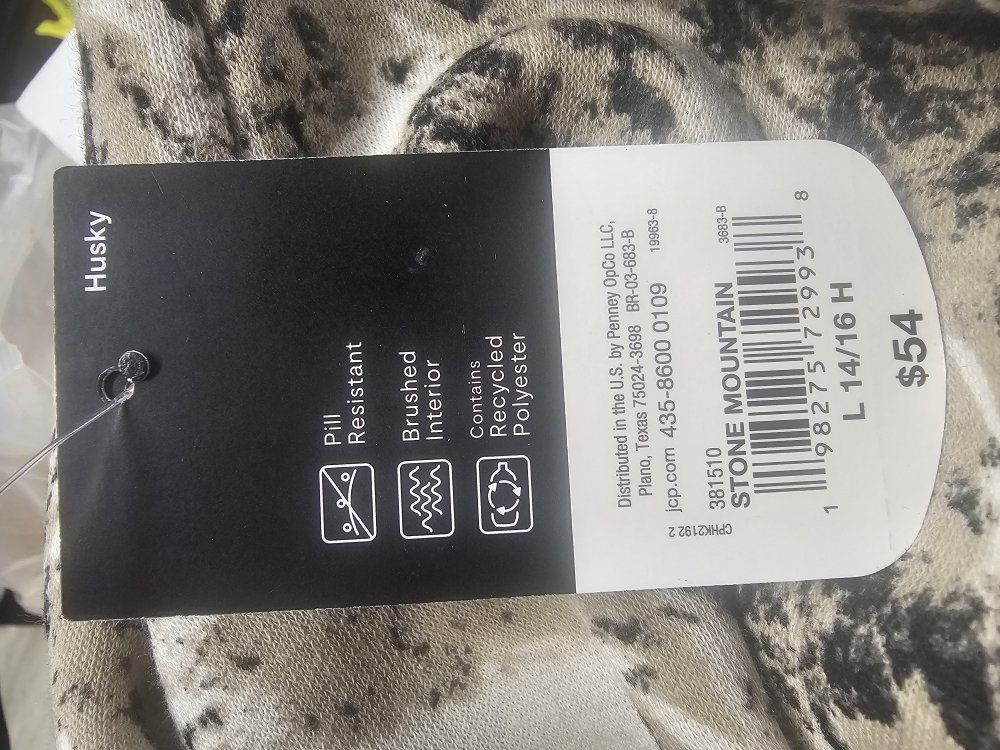 Husky
Pill
Resistant
Brushed
Interior
Contains
Recycled
Polyester
Distributed in the U.S. by Penney OpCo LLC,
Plano, Texas 75024-3698 BR-03-683-B
jcp.com 435-8600 0109 19963-8
CPHK2192 2
381510 3683-B
STONE MOUNTAIN
1 98275 72993 8
L 14/16 H
$54